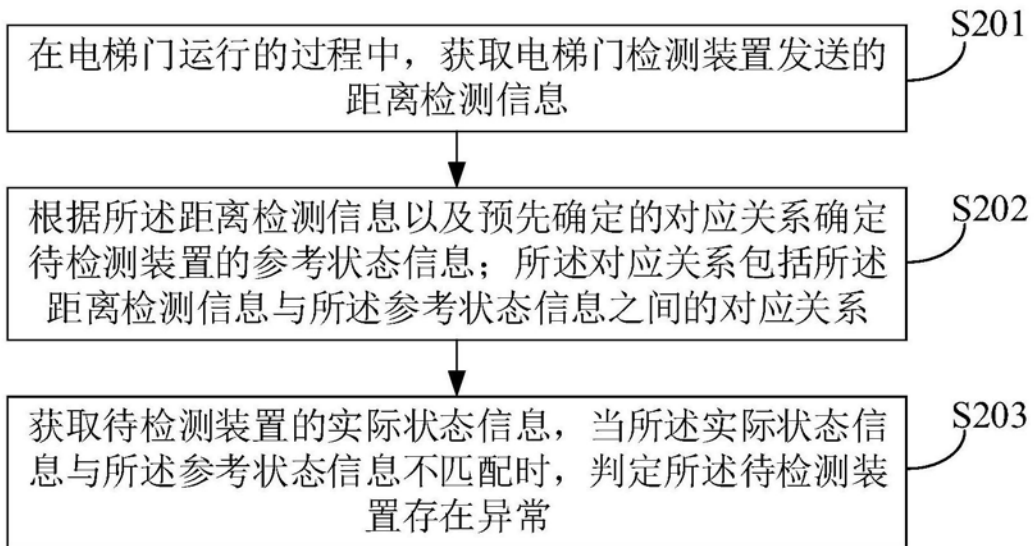 S201
在电梯门运行的过程中，获取电梯门检测装置发送的
距离检测信息
S202
根据所述距离检测信息以及预先确定的对应关系确定
待检测装置的参考状态信息；所述对应关系包括所述
距离检测信息与所述参考状态信息之间的对应关系
S203
获取待检测装置的实际状态信息，当所述实际状态信
息与所述参考状态信息不匹配时，判定所述待检测装
置存在异常